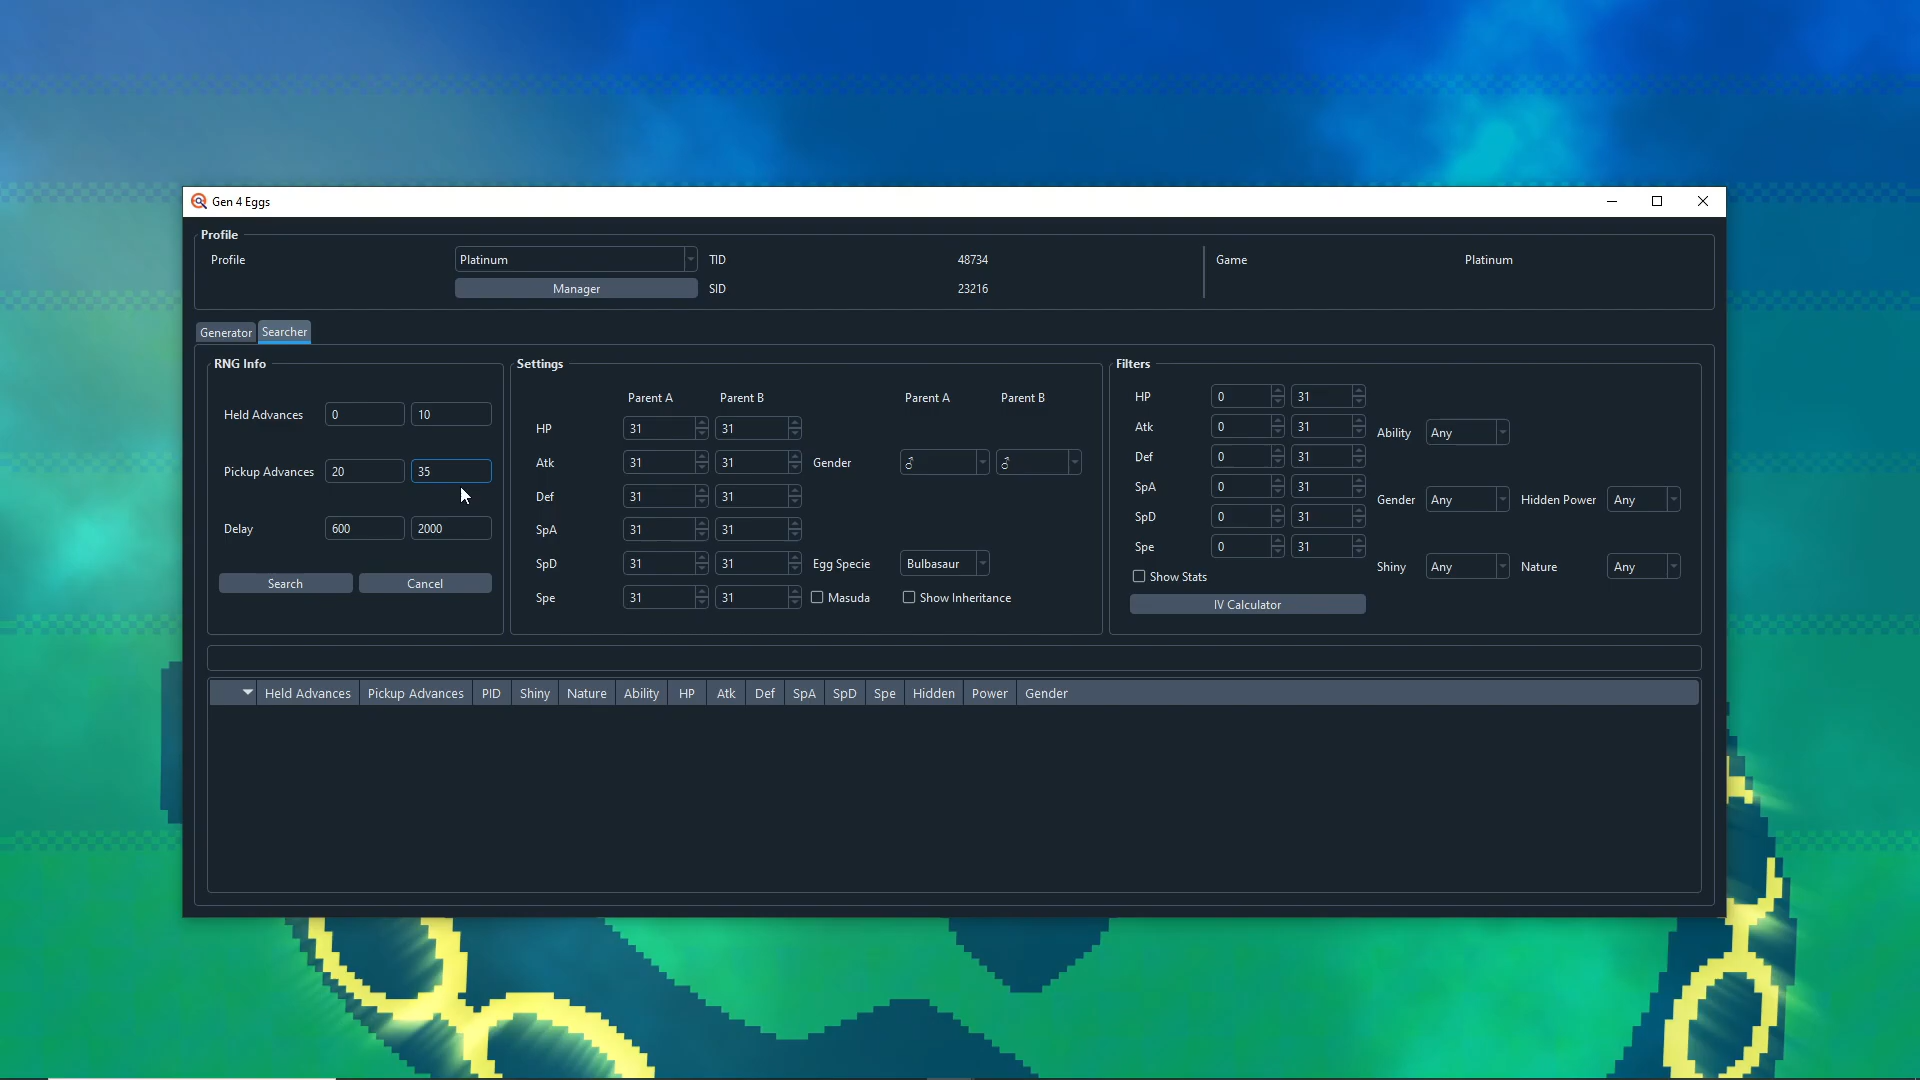 Gen 4 Eggs
Profile
Profile Platinum TID 48734 Game Platinum
Manager SID 23216
Generator Searcher
RNG Info
Held Advances 0 10
Pickup Advances 20 35
Delay 600 2000
Search Cancel
Settings
Parent A Parent B Parent A Parent B
HP 31 31
Atk 31 31 Gender ♂ ♂
Def 31 31
SpA 31 31
SpD 31 31 Egg Specie Bulbasaur
Spe 31 31 Masuda Show Inheritance
Filters
HP 0 31
Atk 0 31 Ability Any
Def 0 31
SpA 0 31 Gender Any Hidden Power Any
SpD 0 31
Spe 0 31 Shiny Any Nature Any
Show Stats
IV Calculator
Held Advances Pickup Advances PID Shiny Nature Ability HP Atk Def SpA SpD Spe Hidden Power Gender